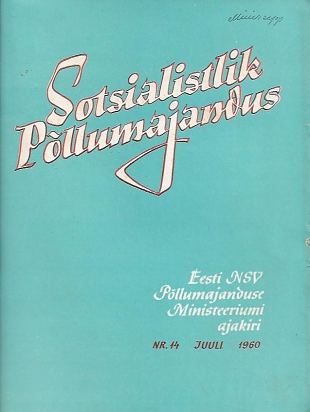 Sotsialistlik
Põllumajandus
Eesti NSV
Põllumajanduse
Ministeeriumi
ajakiri
NR. 14 JUULI 1960